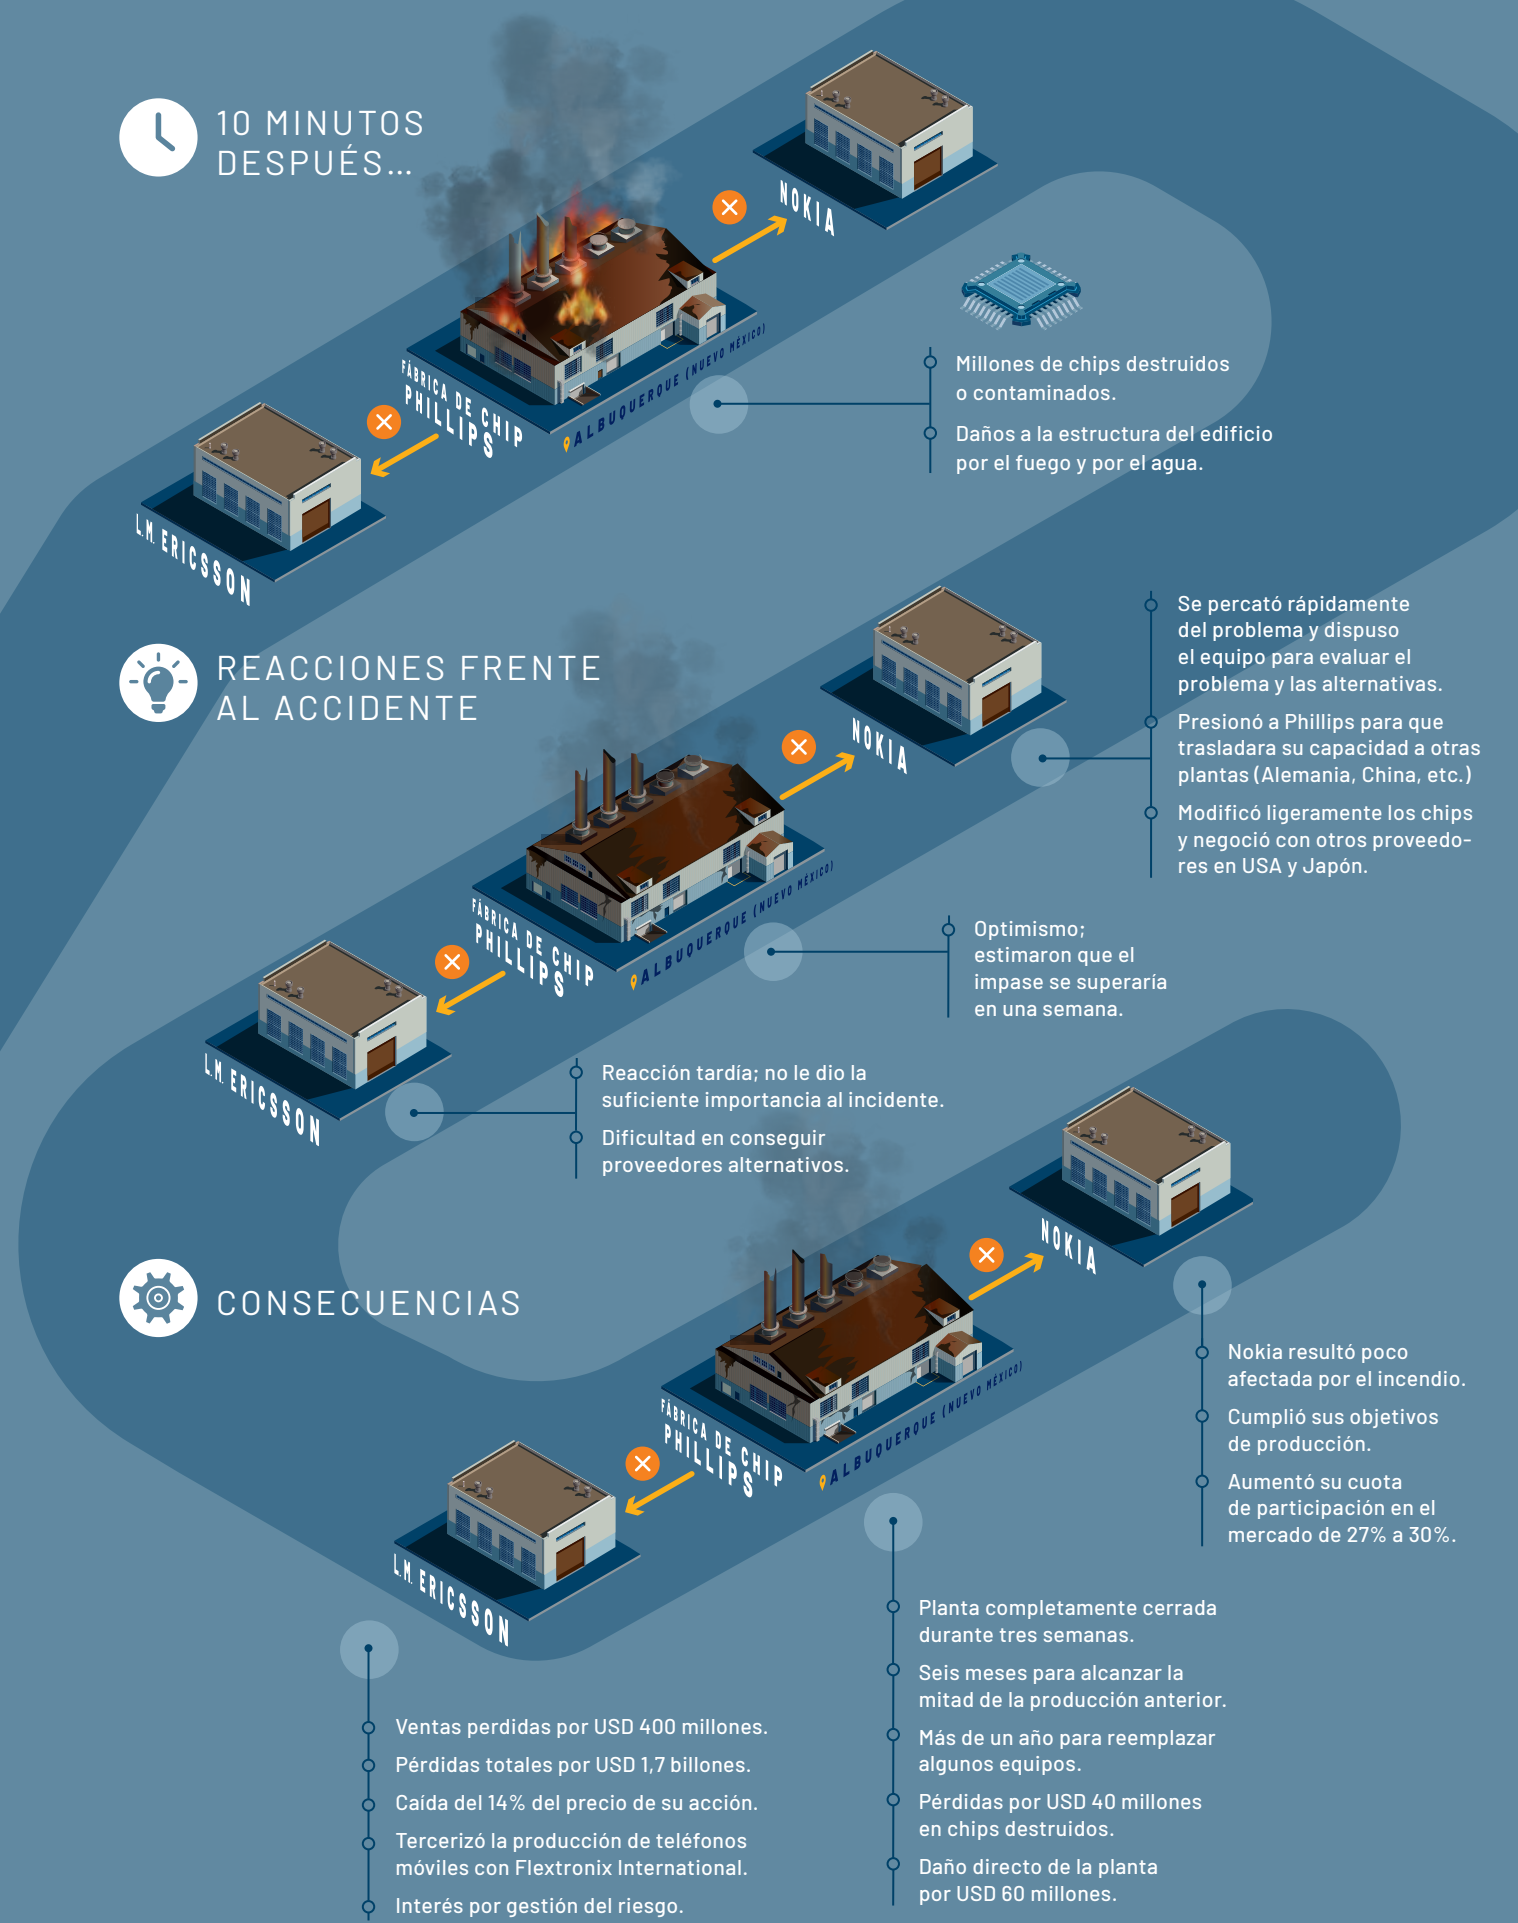 10 MINUTOS
DESPUÉS...
NOKIA
FÁBRICA DE CHIP
PHILLIPS
ALBUQUERQUE (NUEVO MÉXICO)
L.M. ERICSSON
Millones de chips destruidos
o contaminados.
Daños a la estructura del edificio
por el fuego y por el agua.
REACCIONES FRENTE
AL ACCIDENTE
NOKIA
Se percató rápidamente
del problema y dispuso
el equipo para evaluar el
problema y las alternativas.
Presionó a Phillips para que
trasladara su capacidad a otras
plantas (Alemania, China, etc.)
Modificó ligeramente los chips
y negoció con otros proveedo-
res en USA y Japón.
FÁBRICA DE CHIP
PHILLIPS
ALBUQUERQUE (NUEVO MÉXICO)
Optimismo;
estimaron que el
impase se superaría
en una semana.
L.M. ERICSSON
Reacción tardía; no le dio la
suficiente importancia al incidente.
Dificultad en conseguir
proveedores alternativos.
CONSECUENCIAS
NOKIA
Nokia resultó poco
afectada por el incendio.
Cumplió sus objetivos
de producción.
Aumentó su cuota
de participación en el
mercado de 27% a 30%.
FÁBRICA DE CHIP
PHILLIPS
ALBUQUERQUE (NUEVO MÉXICO)
Planta completamente cerrada
durante tres semanas.
Seis meses para alcanzar la
mitad de la producción anterior.
Más de un año para reemplazar
algunos equipos.
Pérdidas por USD 40 millones
en chips destruidos.
Daño directo de la planta
por USD 60 millones.
L.M. ERICSSON
Ventas perdidas por USD 400 millones.
Pérdidas totales por USD 1,7 billones.
Caída del 14% del precio de su acción.
Tercerizó la producción de teléfonos
móviles con Flextronix International.
Interés por gestión del riesgo.